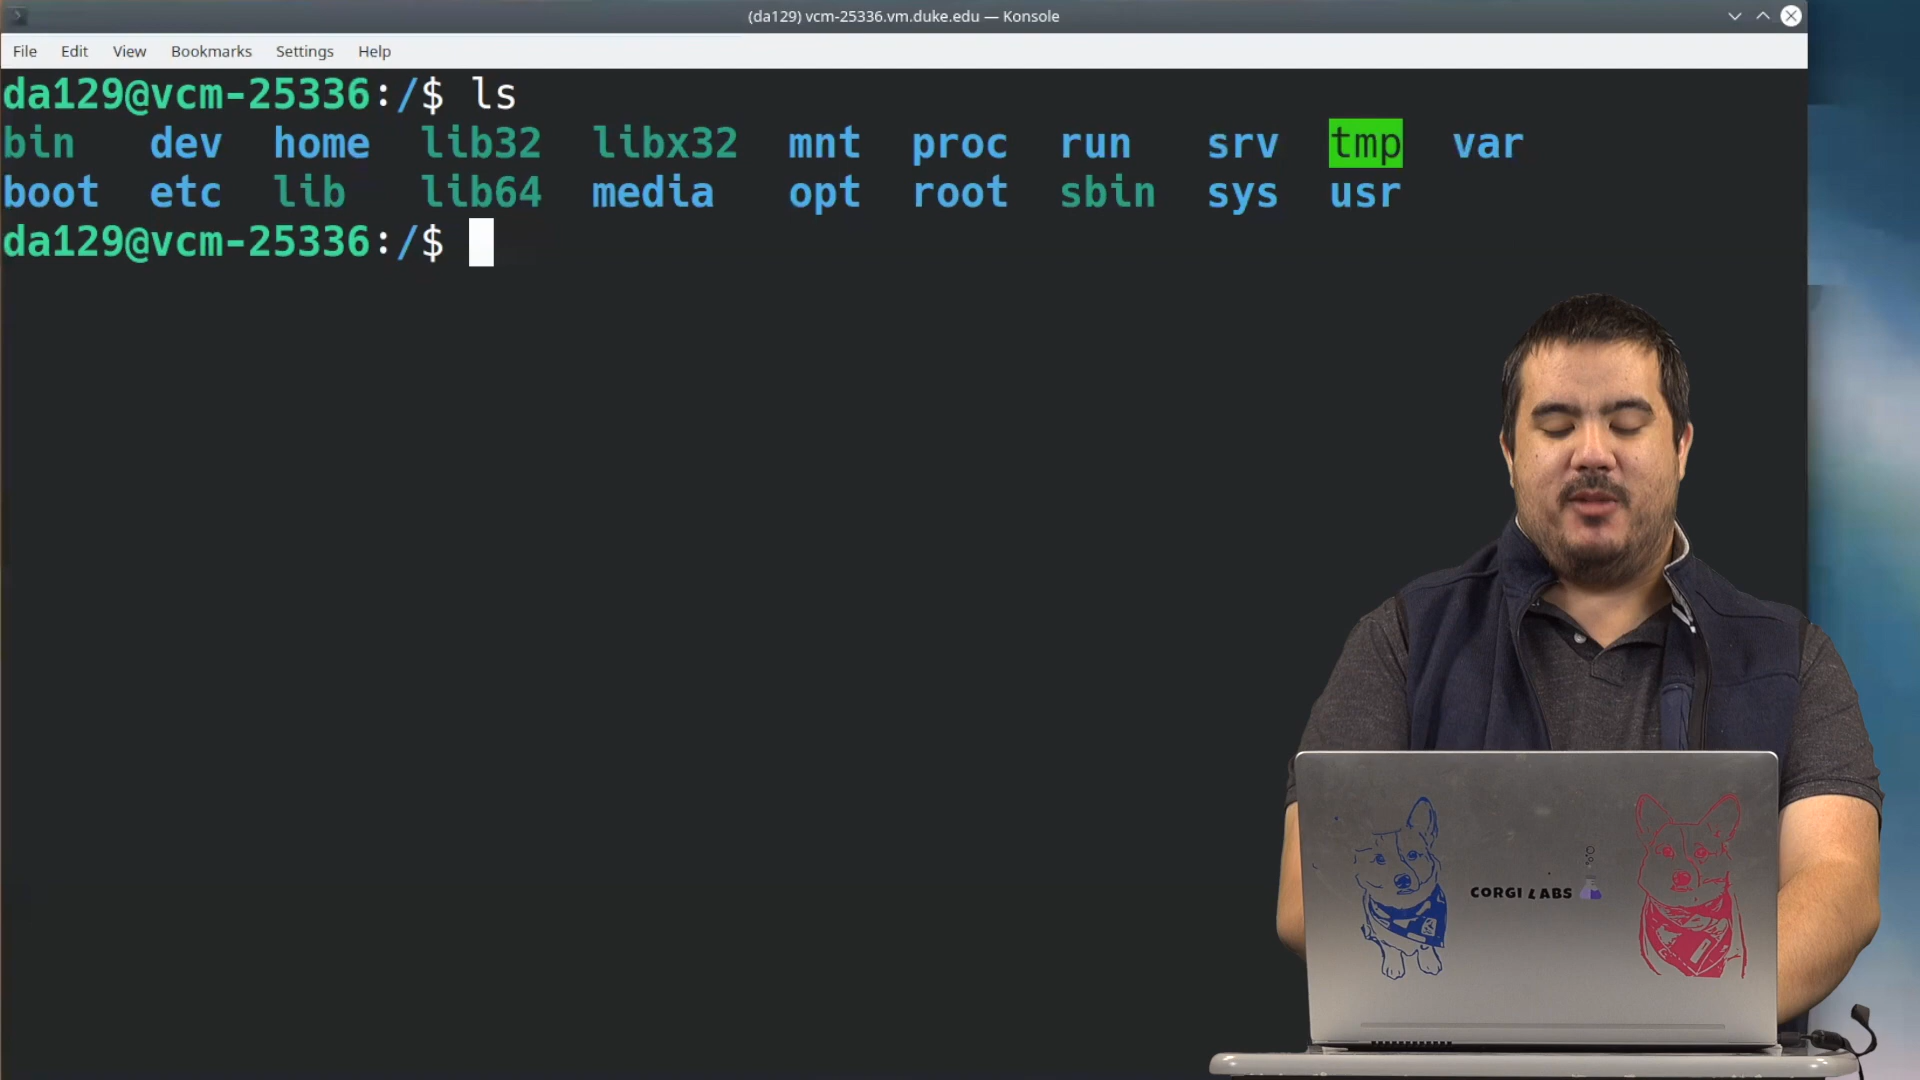 (da129) vcm-25336.vm.duke.edu — Konsole
File Edit View Bookmarks Settings Help
da129@vcm-25336:/$ ls
bin dev home lib32 libx32 mnt proc run srv tmp var
boot etc lib lib64 media opt root sbin sys usr
da129@vcm-25336:/$
CORGI LABS